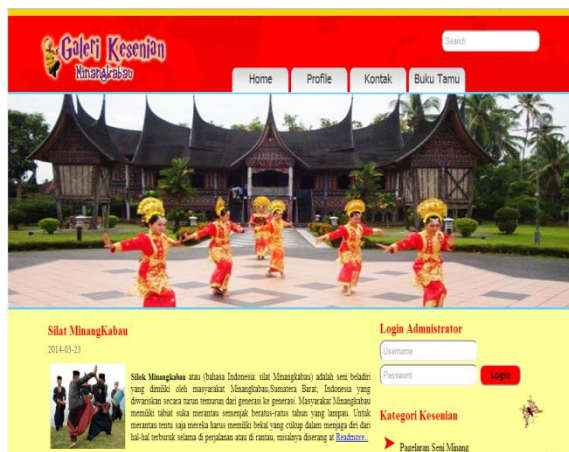 Galeri Kesenian
Minangkabau
Search
Home Profile Kontak Buku Tamu
Silat MinangKabau
2014-03-23
Silek Minangkabau atau (bahasa Indonesia: silat Minangkabau) adalah seni beladiri
yang dimiliki oleh masyarakat Minangkabau,Sumatera Barat, Indonesia yang
diwariskan secara turun temurun dari generasi ke generasi. Masyarakat Minangkabau
memiliki tabiat suka merantau semenjak beratus-ratus tahun yang lampau. Untuk
merantau tentu saja mereka harus memiliki bekal yang cukup dalam menjaga diri dari
hal-hal terburuk selama di perjalanan atau di rantau, misalnya diserang at Readmore..
Login Admnistrator
Username
Password Login
Kategori Kesenian
Pagelaran Seni Minang